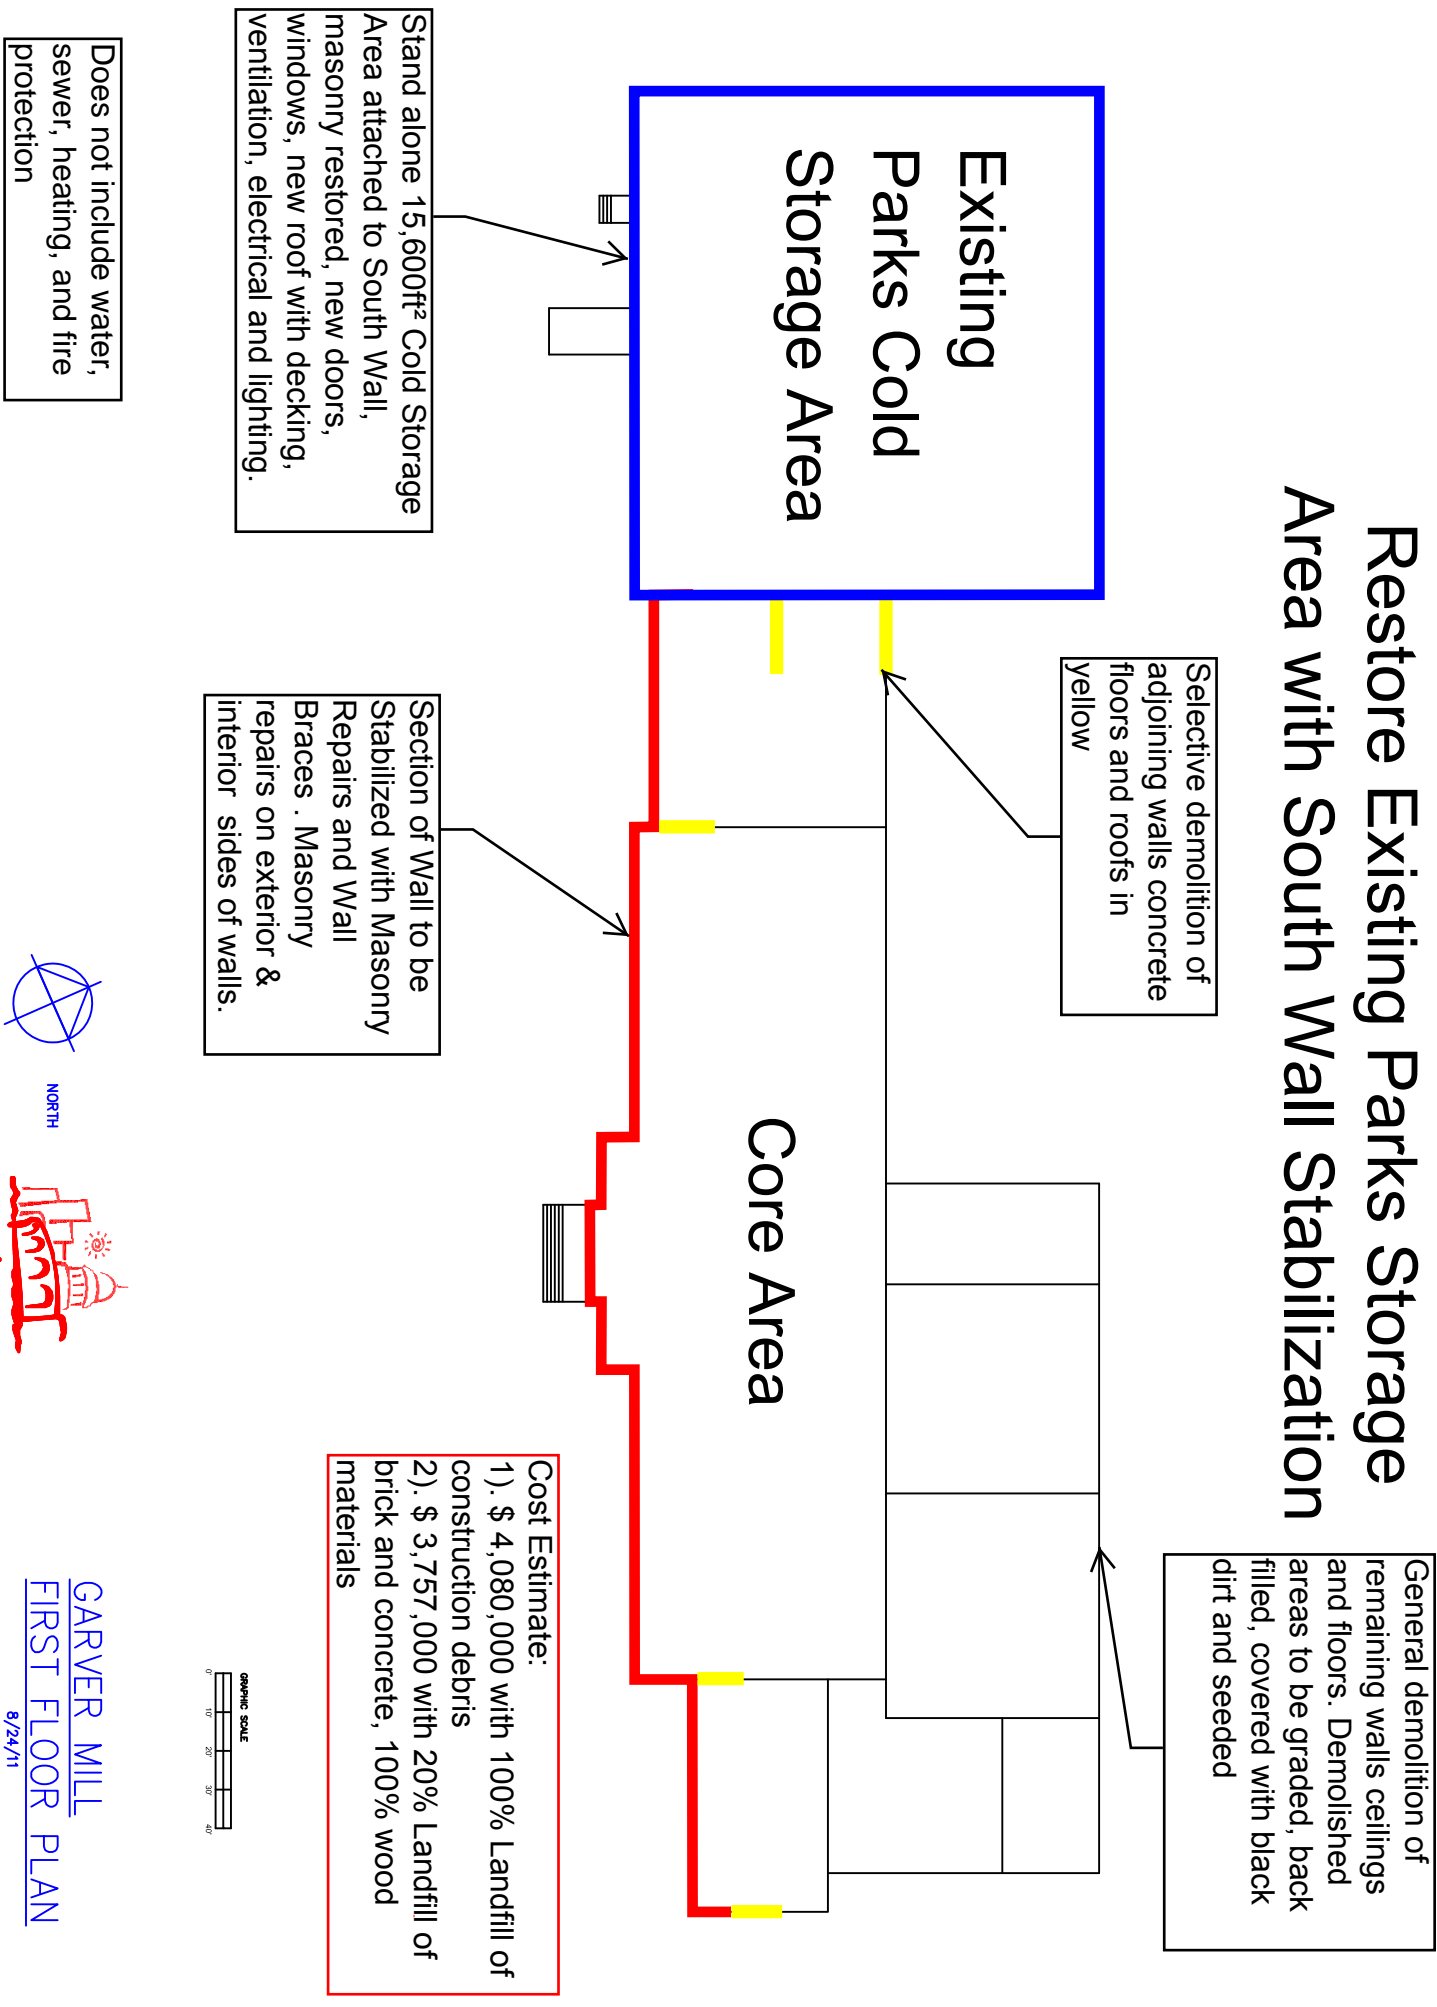 Restore Existing Parks Storage
Area with South Wall Stabilization
General demolition of
remaining walls ceilings
and floors. Demolished
areas to be graded, back
filled, covered with black
dirt and seeded
Selective demolition of
adjoining walls concrete
floors and roofs in
yellow
Existing
Parks Cold
Storage Area
Core Area
Stand alone 15,600ft² Cold Storage
Area attached to South Wall,
masonry restored, new doors,
windows, new roof with decking,
ventilation, electrical and lighting.
Section of Wall to be
Stabilized with Masonry
Repairs and Wall
Braces . Masonry
repairs on exterior &
interior sides of walls.
Cost Estimate:
1). $ 4,080,000 with 100% Landfill of
construction debris
2). $ 3,757,000 with 20% Landfill of
brick and concrete, 100% wood
materials
Does not include water,
sewer, heating, and fire
protection
NORTH
GRAPHIC SCALE
0' 10' 20' 30' 40'
GARVER MILL
FIRST FLOOR PLAN
8/24/11